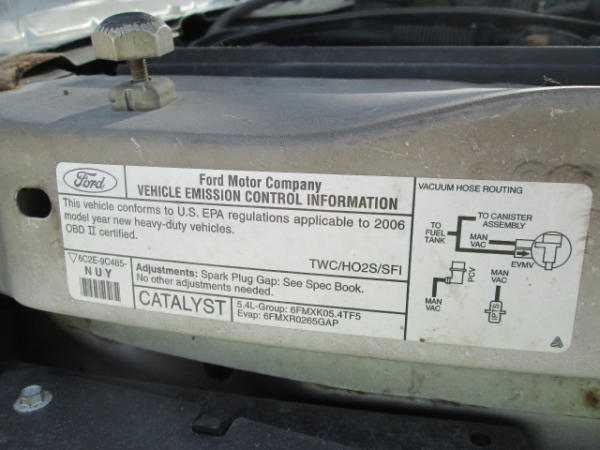 Ford
Ford Motor Company
VEHICLE EMISSION CONTROL INFORMATION
This vehicle conforms to U.S. EPA regulations applicable to 2006
model year new heavy-duty vehicles.
OBD II certified.
TWC/HO2S/SFI
6C2E-9C485-
NUY
Adjustments: Spark Plug Gap: See Spec Book.
No other adjustments needed.
CATALYST
5.4L-Group: 6FMXK05.4TF5
Evap: 6FMXR0265GAP
VACUUM HOSE ROUTING
TO CANISTER
ASSEMBLY
TO
FUEL
TANK
MAN
VAC
EVMV
PCV
MAN
VAC
MAN
VAC
IPTS